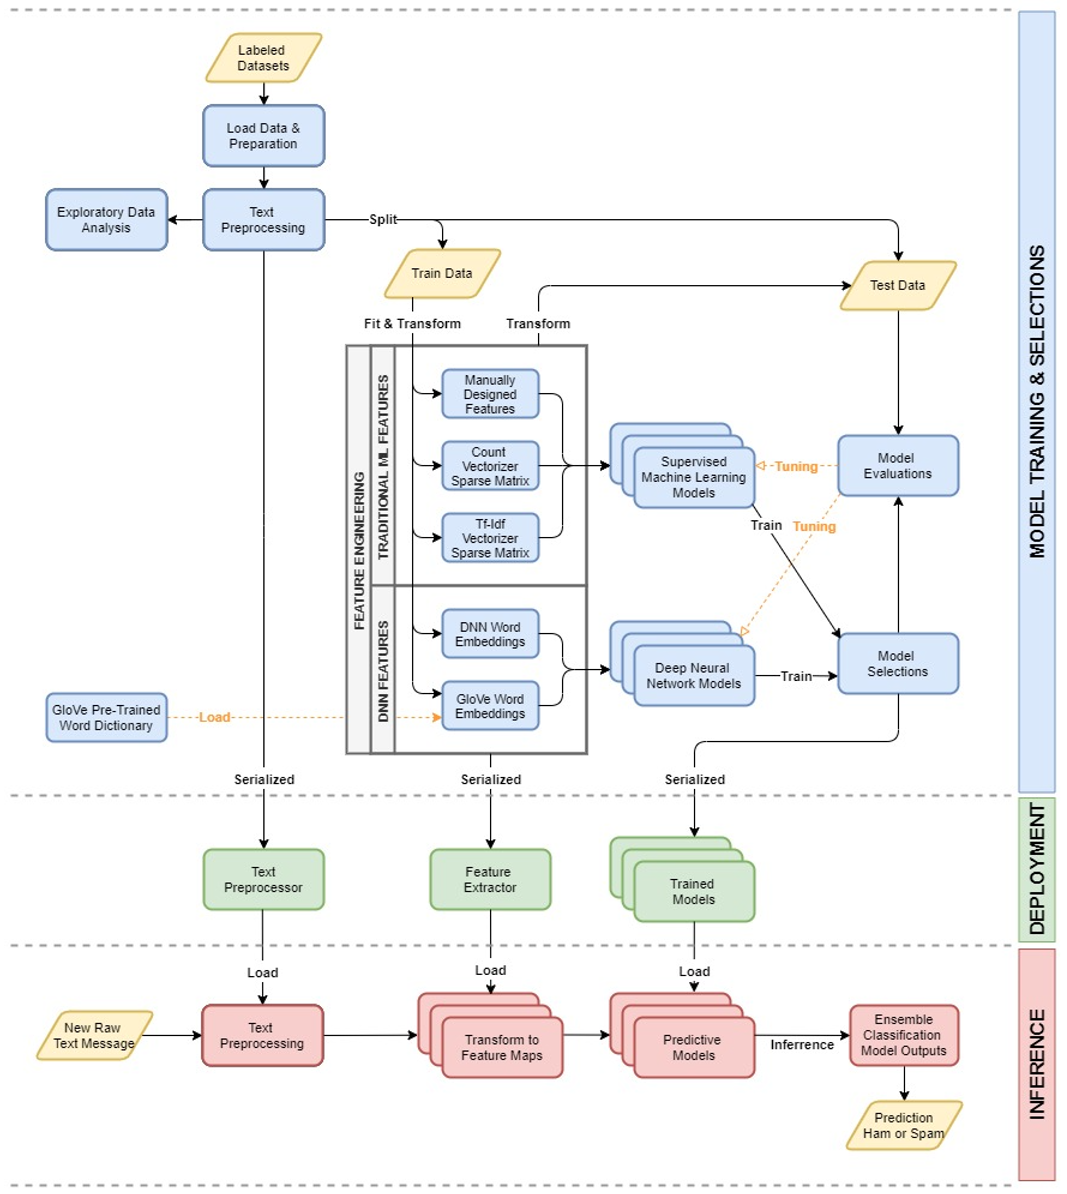 Labeled
Datasets
Load Data &
Preparation
Exploratory Data
Analysis
Text
Preprocessing
Split
Train Data
Test Data
Fit & Transform
Transform
FEATURE ENGINEERING
TRADITIONAL ML FEATURES
Manually
Designed
Features
Count
Vectorizer
Sparse Matrix
Tf-Idf
Vectorizer
Sparse Matrix
Supervised
Machine Learning
Models
Tuning
Model
Evaluations
Train
Tuning
DNN FEATURES
DNN Word
Embeddings
GloVe Word
Embeddings
Deep Neural
Network Models
Train
Model
Selections
GloVe Pre-Trained
Word Dictionary
Load
Serialized
Serialized
Serialized
MODEL TRAINING & SELECTIONS
Text
Preprocessor
Feature
Extractor
Trained
Models
DEPLOYMENT
Load
Load
Load
New Raw
Text Message
Text
Preprocessing
Transform to
Feature Maps
Predictive
Models
Inferrence
Ensemble
Classification
Model Outputs
Prediction
Ham or Spam
INFERENCE